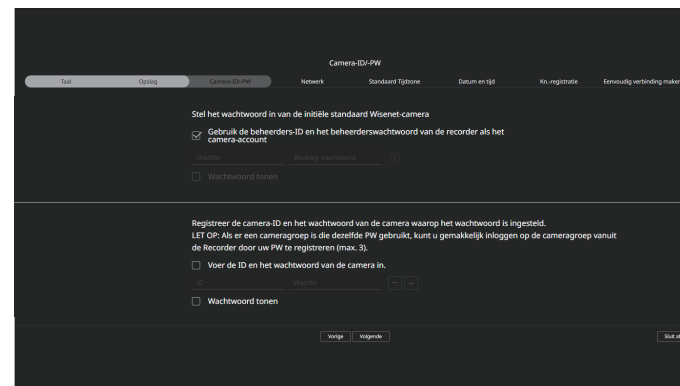 Camera-ID/-PW
Taal Opslag Camera-ID/-PW Netwerk Standaard Tijdzone Datum en tijd Kn.-registratie Eenvoudig verbinding maken
Stel het wachtwoord in van de initiële standaard Wisenet-camera
Gebruik de beheerders-ID en het beheerderswachtwoord van de recorder als het
camera-account
Wachtwo Bevestig wachtwoord
Wachtwoord tonen
Registreer de camera-ID en het wachtwoord van de camera waarop het wachtwoord is ingesteld.
LET OP: Als er een cameragroep is die dezelfde PW gebruikt, kunt u gemakkelijk inloggen op de cameragroep vanuit
de Recorder door uw PW te registreren (max. 3).
Voer de ID en het wachtwoord van de camera in.
ID Wachtwo
Wachtwoord tonen
Vorige Volgende Sluit af